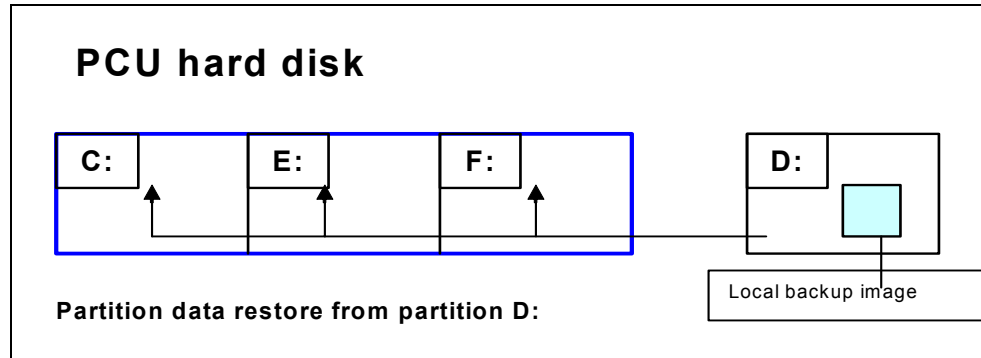 PCU hard disk
C:
E:
F:
D:
Local backup image
Partition data restore from partition D: